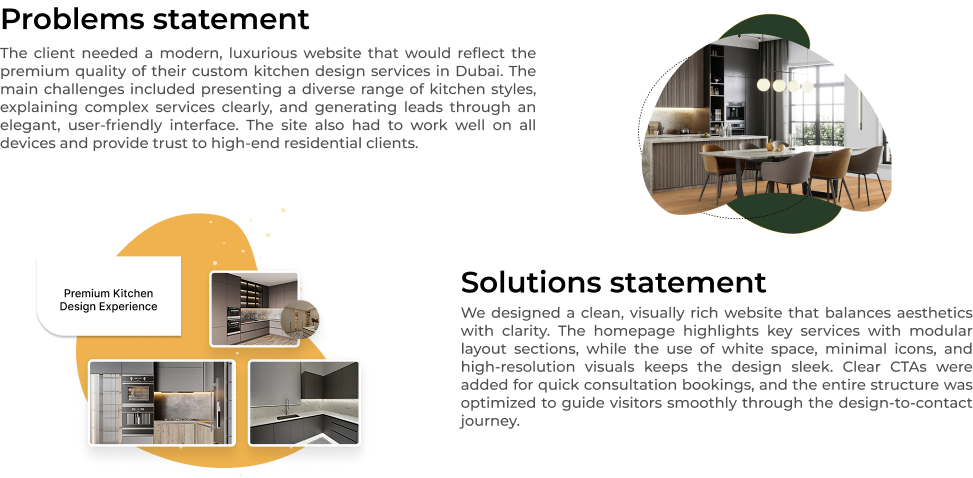 Problems statement
The client needed a modern, luxurious website that would reflect the
premium quality of their custom kitchen design services in Dubai. The
main challenges included presenting a diverse range of kitchen styles,
explaining complex services clearly, and generating leads through an
elegant, user-friendly interface. The site also had to work well on all
devices and provide trust to high-end residential clients.
Premium Kitchen
Design Experience
Solutions statement
We designed a clean, visually rich website that balances aesthetics
with clarity. The homepage highlights key services with modular
layout sections, while the use of white space, minimal icons, and
high-resolution visuals keeps the design sleek. Clear CTAs were
added for quick consultation bookings, and the entire structure was
optimized to guide visitors smoothly through the design-to-contact
journey.